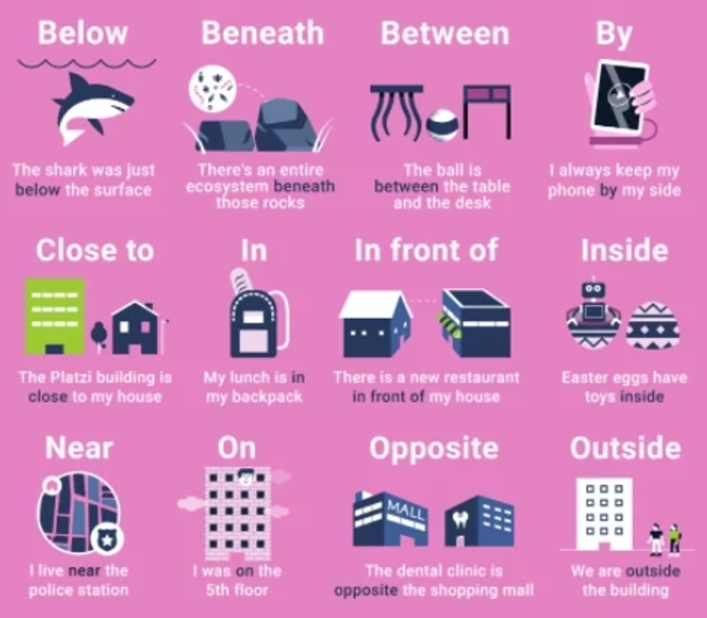 Below
Beneath
Between
By
The shark was just
below the surface
There's an entire
ecosystem beneath
those rocks
The ball is
between the table
and the desk
I always keep my
phone by my side
Close to
In
In front of
Inside
The Platzi building is
close to my house
My lunch is in
my backpack
There is a new restaurant
in front of my house
Easter eggs have
toys inside
Near
On
Opposite
Outside
MALL
I live near the
police station
I was on the
5th floor
The dental clinic is
opposite the shopping mall
We are outside
the building